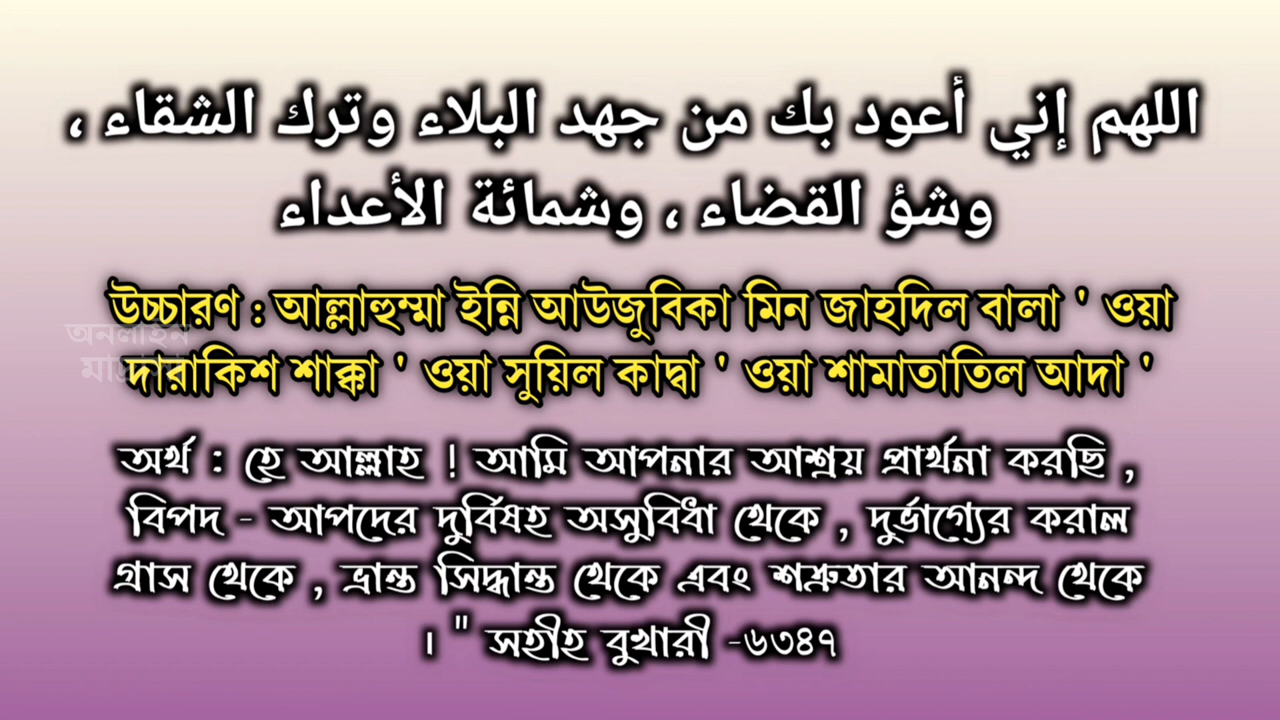 اللهم إني أعود بك من جهد البلاء وترك الشقاء ،
وشؤ القضاء ، وشمائة الأعداء
উচ্চারণ : আল্লাহুম্মা ইন্নি আউজুবিকা মিন জাহদিল বালা ' ওয়া
দারাকিশ শাক্কা ' ওয়া সুয়িল কাদ্বা ' ওয়া শামাতাতিল আদা '
অনলাইন
মাদ্রাসা
অর্থ : হে আল্লাহ ! আমি আপনার আশ্রয় প্রার্থনা করছি ,
বিপদ - আপদের দুর্বিষহ অসুবিধা থেকে , দুর্ভাগ্যের করাল
গ্রাস থেকে , ভ্রান্ত সিদ্ধান্ত থেকে এবং শত্রুতার আনন্দ থেকে
। " সহীহ বুখারী -৬৩৪৭